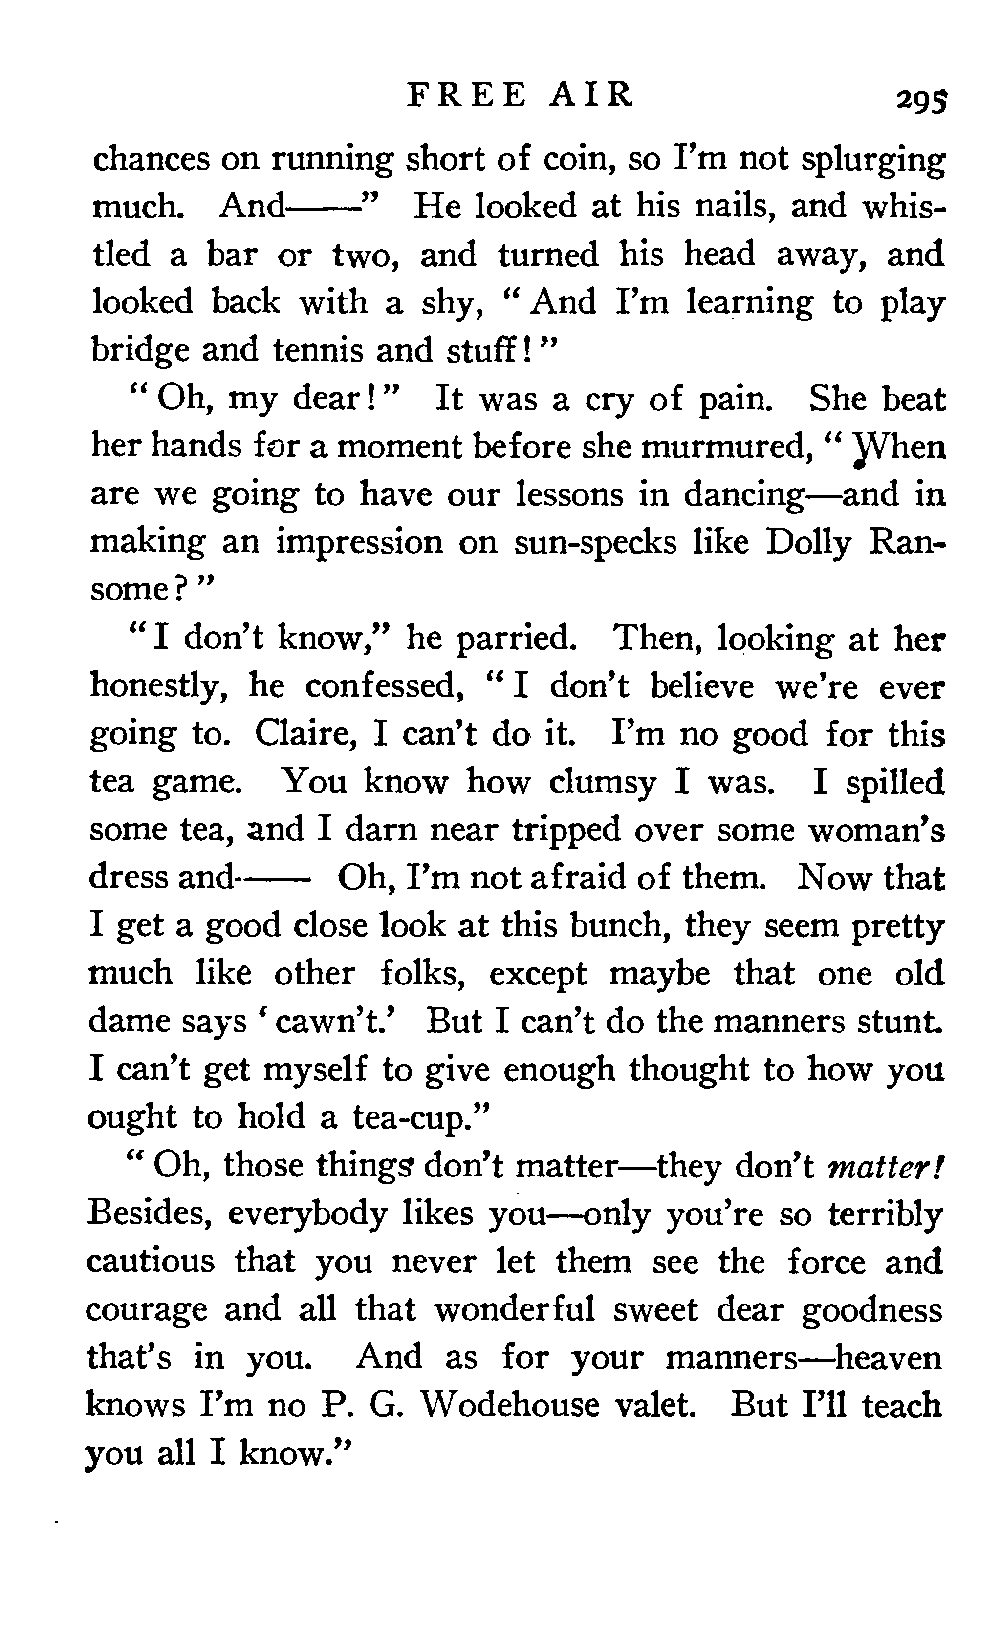 FREE AIR 295
chances on running short of coin, so I'm not splurging
much. And——" He looked at his nails, and whis-
tled a bar or two, and turned his head away, and
looked back with a shy, "And I'm learning to play
bridge and tennis and stuff!"
"Oh, my dear!" It was a cry of pain. She beat
her hands for a moment before she murmured, "When
are we going to have our lessons in dancing—and in
making an impression on sun-specks like Dolly Ran-
some?"
"I don't know," he parried. Then, looking at her
honestly, he confessed, "I don't believe we're ever
going to. Claire, I can't do it. I'm no good for this
tea game. You know how clumsy I was. I spilled
some tea, and I darn near tripped over some woman's
dress and—— Oh, I'm not afraid of them. Now that
I get a good close look at this bunch, they seem pretty
much like other folks, except maybe that one old
dame says 'cawn't.' But I can't do the manners stunt.
I can't get myself to give enough thought to how you
ought to hold a tea-cup."
"Oh, those things don't matter—they don't matter!
Besides, everybody likes you—only you're so terribly
cautious that you never let them see the force and
courage and all that wonderful sweet dear goodness
that's in you. And as for your manners—heaven
knows I'm no P. G. Wodehouse valet. But I'll teach
you all I know."